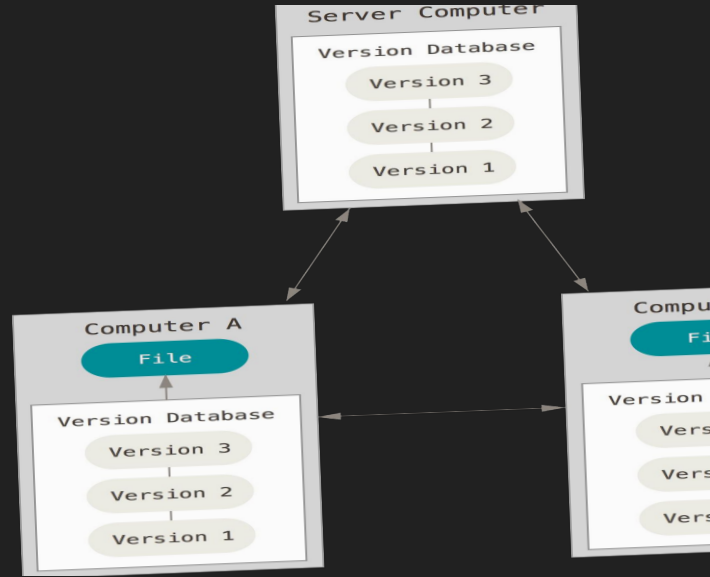 Server Computer
Version Database
Version 3
Version 2
Version 1
Computer A
File
Version Database
Version 3
Version 2
Version 1
Version